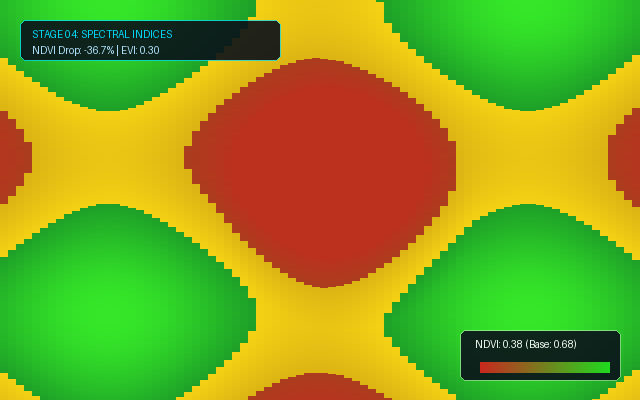 STAGE 04: SPECTRAL INDICES
NDVI Drop: -36.7% | EVI: 0.30
NDVI: 0.38 (Base: 0.68)